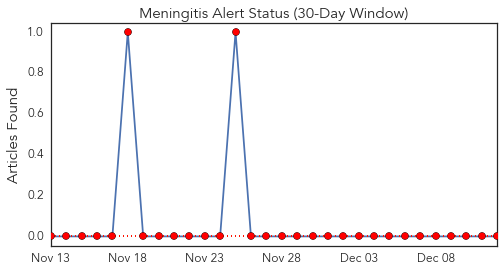 Meningitis Alert Status (30-Day Window)
Articles Found
1.0
0.8
0.6
0.4
0.2
0.0
Nov 13 Nov 18 Nov 23 Nov 28 Dec 03 Dec 08